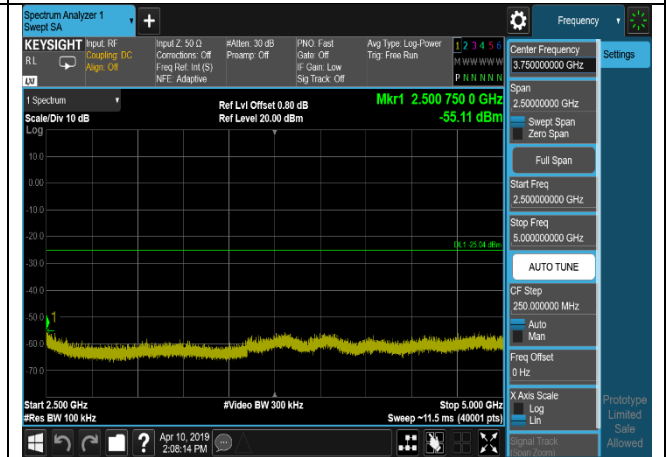 Spectrum Analyzer 1
Swept SA
Frequency
KEYSIGHT
RL
Input: RF
Coupling: DC
Align: Off
Input Z: 50 Ω
Corrections: Off
Freq Ref: Int (S)
NFE: Adaptive
#Atten: 30 dB
Preamp: Off
PNO: Fast
Gate: Off
IF Gain: Low
Sig Track: Off
Avg Type: Log-Power
Trig: Free Run
1 2 3 4 5 6
M W W W W W
P N N N N N
LXI
1 Spectrum
Scale/Div 10 dB
Log
Ref Lvl Offset 0.80 dB
Ref Level 20.00 dBm
Mkr1 2.500 750 0 GHz
-55.11 dBm
10.0
0.00
-10.0
-20.0
-30.0
-40.0
-50.0
-60.0
-70.0
DL1 -25.04 dBm
1
Start 2.500 GHz
#Res BW 100 kHz
#Video BW 300 kHz
Stop 5.000 GHz
Sweep ~11.5 ms (40001 pts)
Apr 10, 2019
2:08:14 PM
Center Frequency
3.750000000 GHz
Span
2.50000000 GHz
Swept Span
Zero Span
Full Span
Start Freq
2.500000000 GHz
Stop Freq
5.000000000 GHz
AUTO TUNE
CF Step
250.000000 MHz
Auto
Man
Freq Offset
0 Hz
X Axis Scale
Log
Lin
Signal Track
(Span Zoom)
Settings
Prototype
Limited
Sale
Allowed